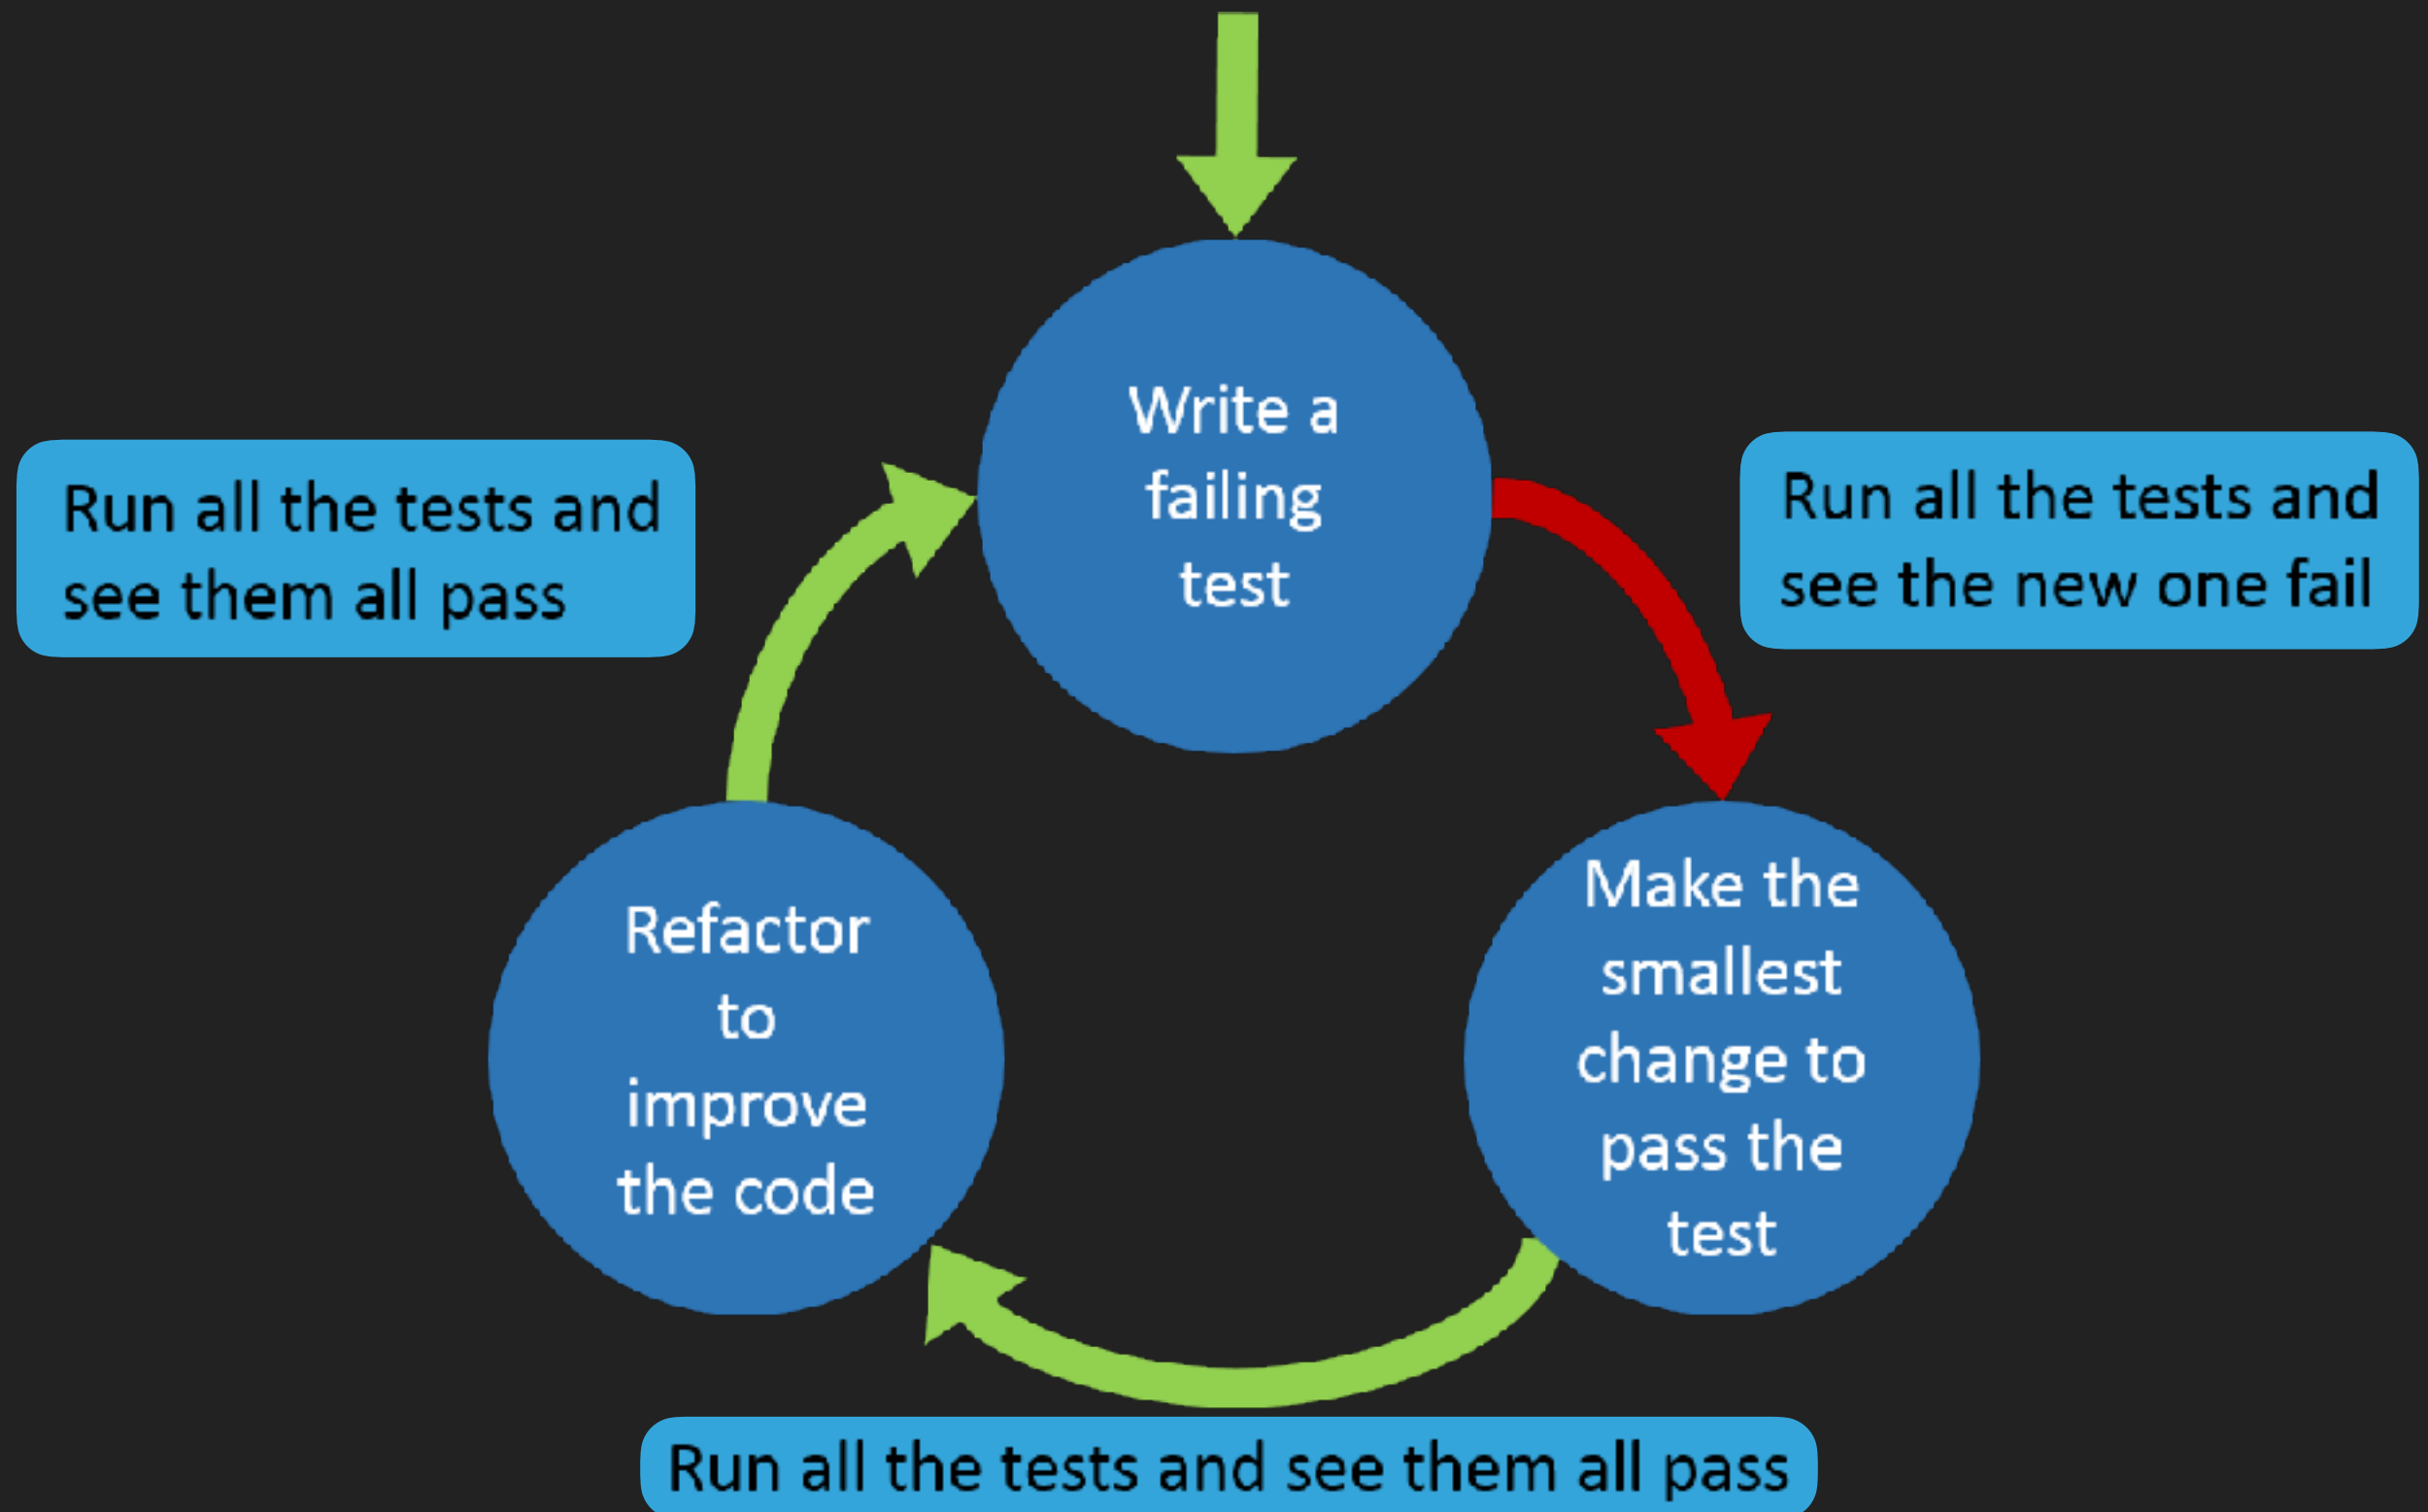 Write a
failing
test
Run all the tests and
see the new one fail
Make the
smallest
change to
pass the
test
Run all the tests and see them all pass
Refactor
to
improve
the code
Run all the tests and
see them all pass